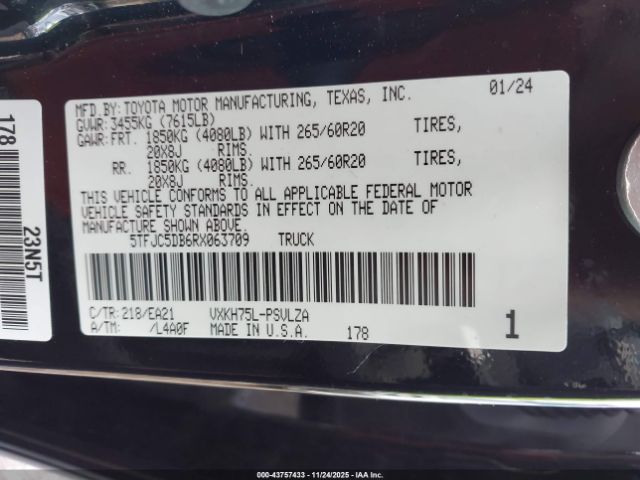 MFD.BY: TOYOTA MOTOR MANUFACTURING, TEXAS, INC. 01/24
GVWR: 3455KG (7615LB)
GAWR: FRT. 1850KG (4080LB) WITH 265/60R20 TIRES,
20X8J RIMS.
RR. 1850KG (4080LB) WITH 265/60R20 TIRES,
20X8J RIMS.
THIS VEHICLE CONFORMS TO ALL APPLICABLE FEDERAL MOTOR
VEHICLE SAFETY STANDARDS IN EFFECT ON THE DATE OF
MANUFACTURE SHOWN ABOVE.
5TFJC5DB6RX063709 TRUCK
C/TR: 218/EA21 VXKH75L-PSVLZA
A/TM: /L4A0F MADE IN U.S.A. 178
1
178
23N5T
000-43757433 - 11/24/2025 - IAA Inc.